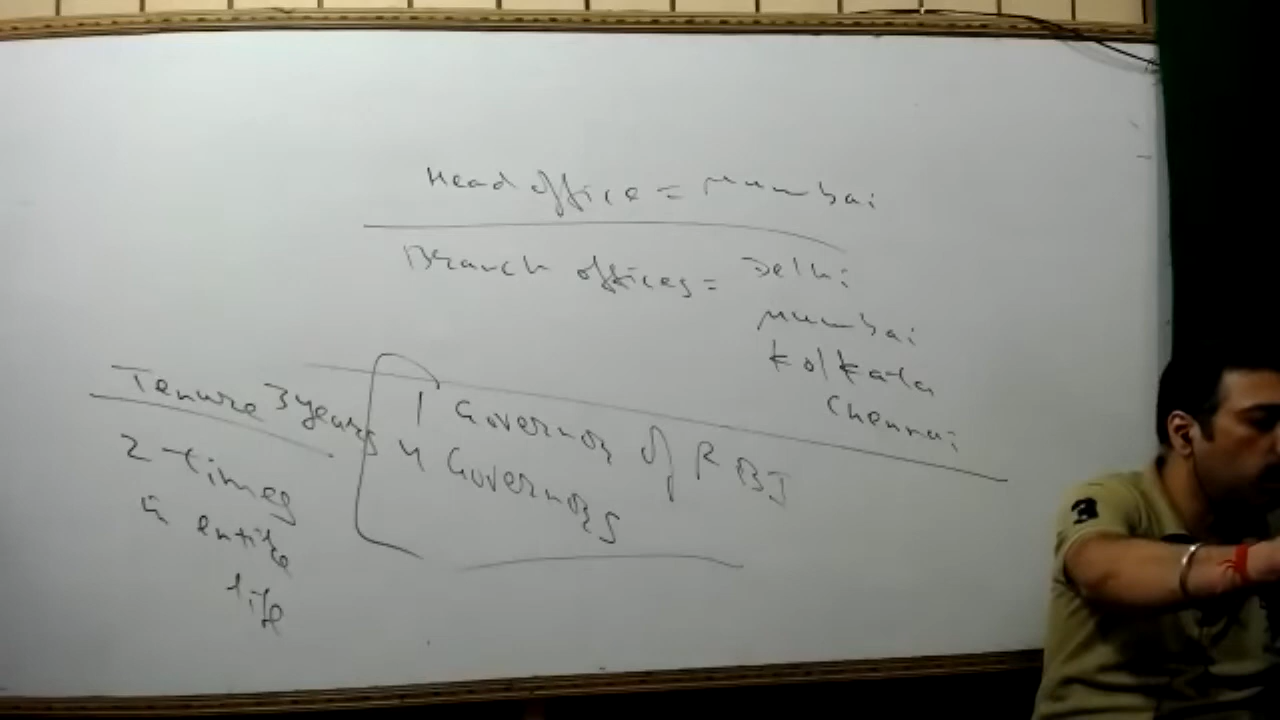 Head office = Mumbai
Branch offices = Delhi
Mumbai
Kolkata
Chennai
Tenure 3 years
2 times
in entire
life
1 Governor of RBI
4 Governors
3